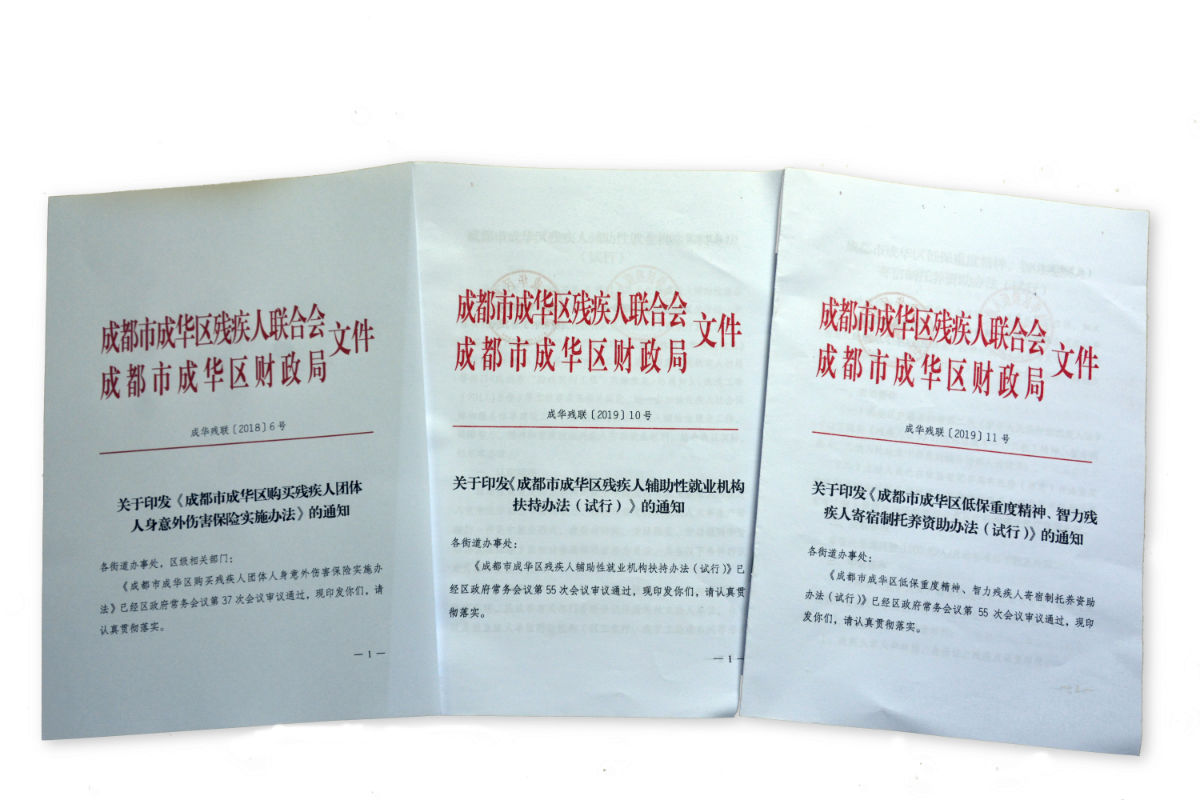 成都市成华区残疾人联合会
成都市成华区财政局
文件
成华残联〔2018〕6号
关于印发《成都市成华区购买残疾人团体
人身意外伤害保险实施办法》的通知
各街道办事处，区级相关部门：
《成都市成华区购买残疾人团体人身意外伤害保险实施办
法》已经区政府常务会议第37次会议审议通过，现印发你们，请
认真贯彻落实。
— 1 —
成都市成华区残疾人联合会
成都市成华区财政局
文件
成华残联〔2019〕10号
关于印发《成都市成华区残疾人辅助性就业机构
扶持办法（试行）》的通知
各街道办事处：
《成都市成华区残疾人辅助性就业机构扶持办法（试行）》已
经区政府常务会议第55次会议审议通过，现印发你们，请认真贯
彻落实。
— 1 —
成都市成华区残疾人联合会
成都市成华区财政局
文件
成华残联〔2019〕11号
关于印发《成都市成华区低保重度精神、智力残
疾人寄宿制托养资助办法（试行）》的通知
各街道办事处：
《成都市成华区低保重度精神、智力残疾人寄宿制托养资助
办法（试行）》已经区政府常务会议第55次会议审议通过，现印
发你们，请认真贯彻落实。